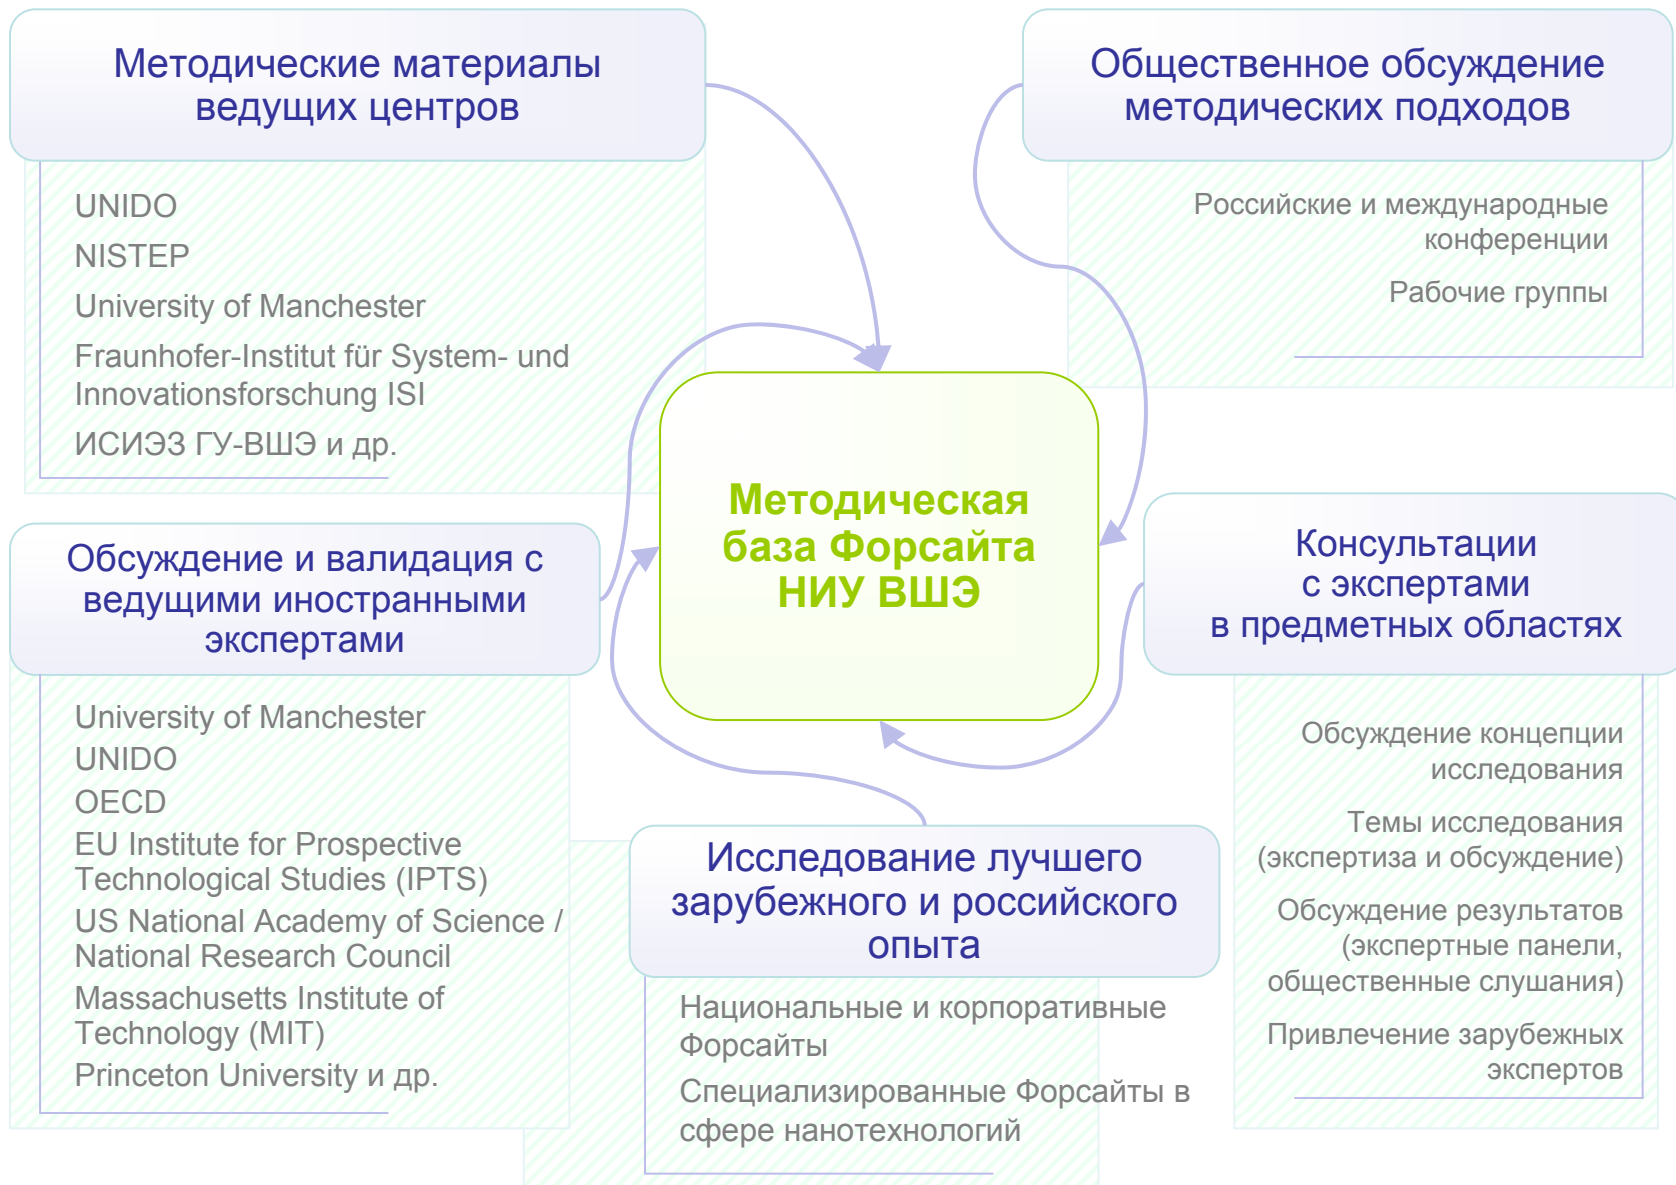 Методические материалы
ведущих центров
UNIDO
NISTEP
University of Manchester
Fraunhofer-Institut für System- und
Innovationsforschung ISI
ИСИЭЗ ГУ-ВШЭ и др.
Общественное обсуждение
методических подходов
Российские и международные
конференции
Рабочие группы
Методическая
база Форсайта
НИУ ВШЭ
Обсуждение и валидация с
ведущими иностранными
экспертами
University of Manchester
UNIDO
OECD
EU Institute for Prospective
Technological Studies (IPTS)
US National Academy of Science /
National Research Council
Massachusetts Institute of
Technology (MIT)
Princeton University и др.
Консультации
с экспертами
в предметных областях
Обсуждение концепции
исследования
Темы исследования
(экспертиза и обсуждение)
Обсуждение результатов
(экспертные панели,
общественные слушания)
Привлечение зарубежных
экспертов
Исследование лучшего
зарубежного и российского
опыта
Национальные и корпоративные
Форсайты
Специализированные Форсайты в
сфере нанотехнологий